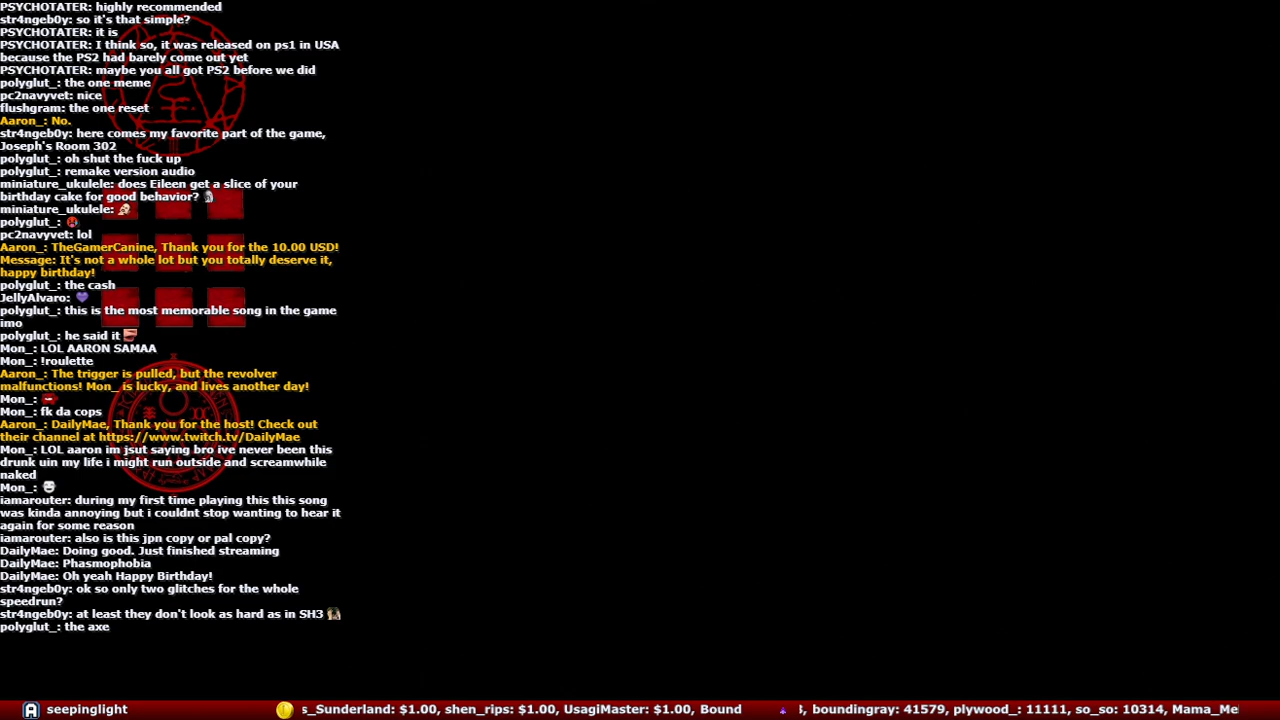 PSYCHOTATER: highly recommended
str4ngeb0y: so it's that simple?
PSYCHOTATER: it is
PSYCHOTATER: I think so, it was released on ps1 in USA
because the PS2 had barely come out yet
PSYCHOTATER: maybe you all got PS2 before we did
polyglut_: the one meme
pc2navyvet: nice
flushgram: the one reset
Aaron_: No.
str4ngeb0y: here comes my favorite part of the game,
Joseph's Room 302
polyglut_: oh shut the fuck up
polyglut_: remake version audio
miniature_ukulele: does Eileen get a slice of your
birthday cake for good behavior?
miniature_ukulele:
polyglut_:
pc2navyvet: lol
Aaron_: TheGamerCanine, Thank you for the 10.00 USD!
Message: It's not a whole lot but you totally deserve it,
happy birthday!
polyglut_: the cash
JellyAlvaro:
polyglut_: this is the most memorable song in the game
imo
polyglut_: he said it
Mon_: LOL AARON SAMAA
Mon_: !roulette
Aaron_: The trigger is pulled, but the revolver
malfunctions! Mon_ is lucky, and lives another day!
Mon_:
Mon_: fk da cops
Aaron_: DailyMae, Thank you for the host! Check out
their channel at https://www.twitch.tv/DailyMae
Mon_: LOL aaron im jsut saying bro ive never been this
drunk uin my life i might run outside and screamwhile
naked
Mon_:
iamarouter: during my first time playing this this song
was kinda annoying but i couldnt stop wanting to hear it
again for some reason
iamarouter: also is this jpn copy or pal copy?
DailyMae: Doing good. Just finished streaming
DailyMae: Phasmophobia
DailyMae: Oh yeah Happy Birthday!
str4ngeb0y: ok so only two glitches for the whole
speedrun?
str4ngeb0y: at least they don't look as hard as in SH3
polyglut_: the axe
A seepinglight s_Sunderland: $1.00, shen_rips: $1.00, UsagiMaster: $1.00, Bound 3, boundingray: 41579, plywood_: 11111, so_so: 10314, Mama_Me